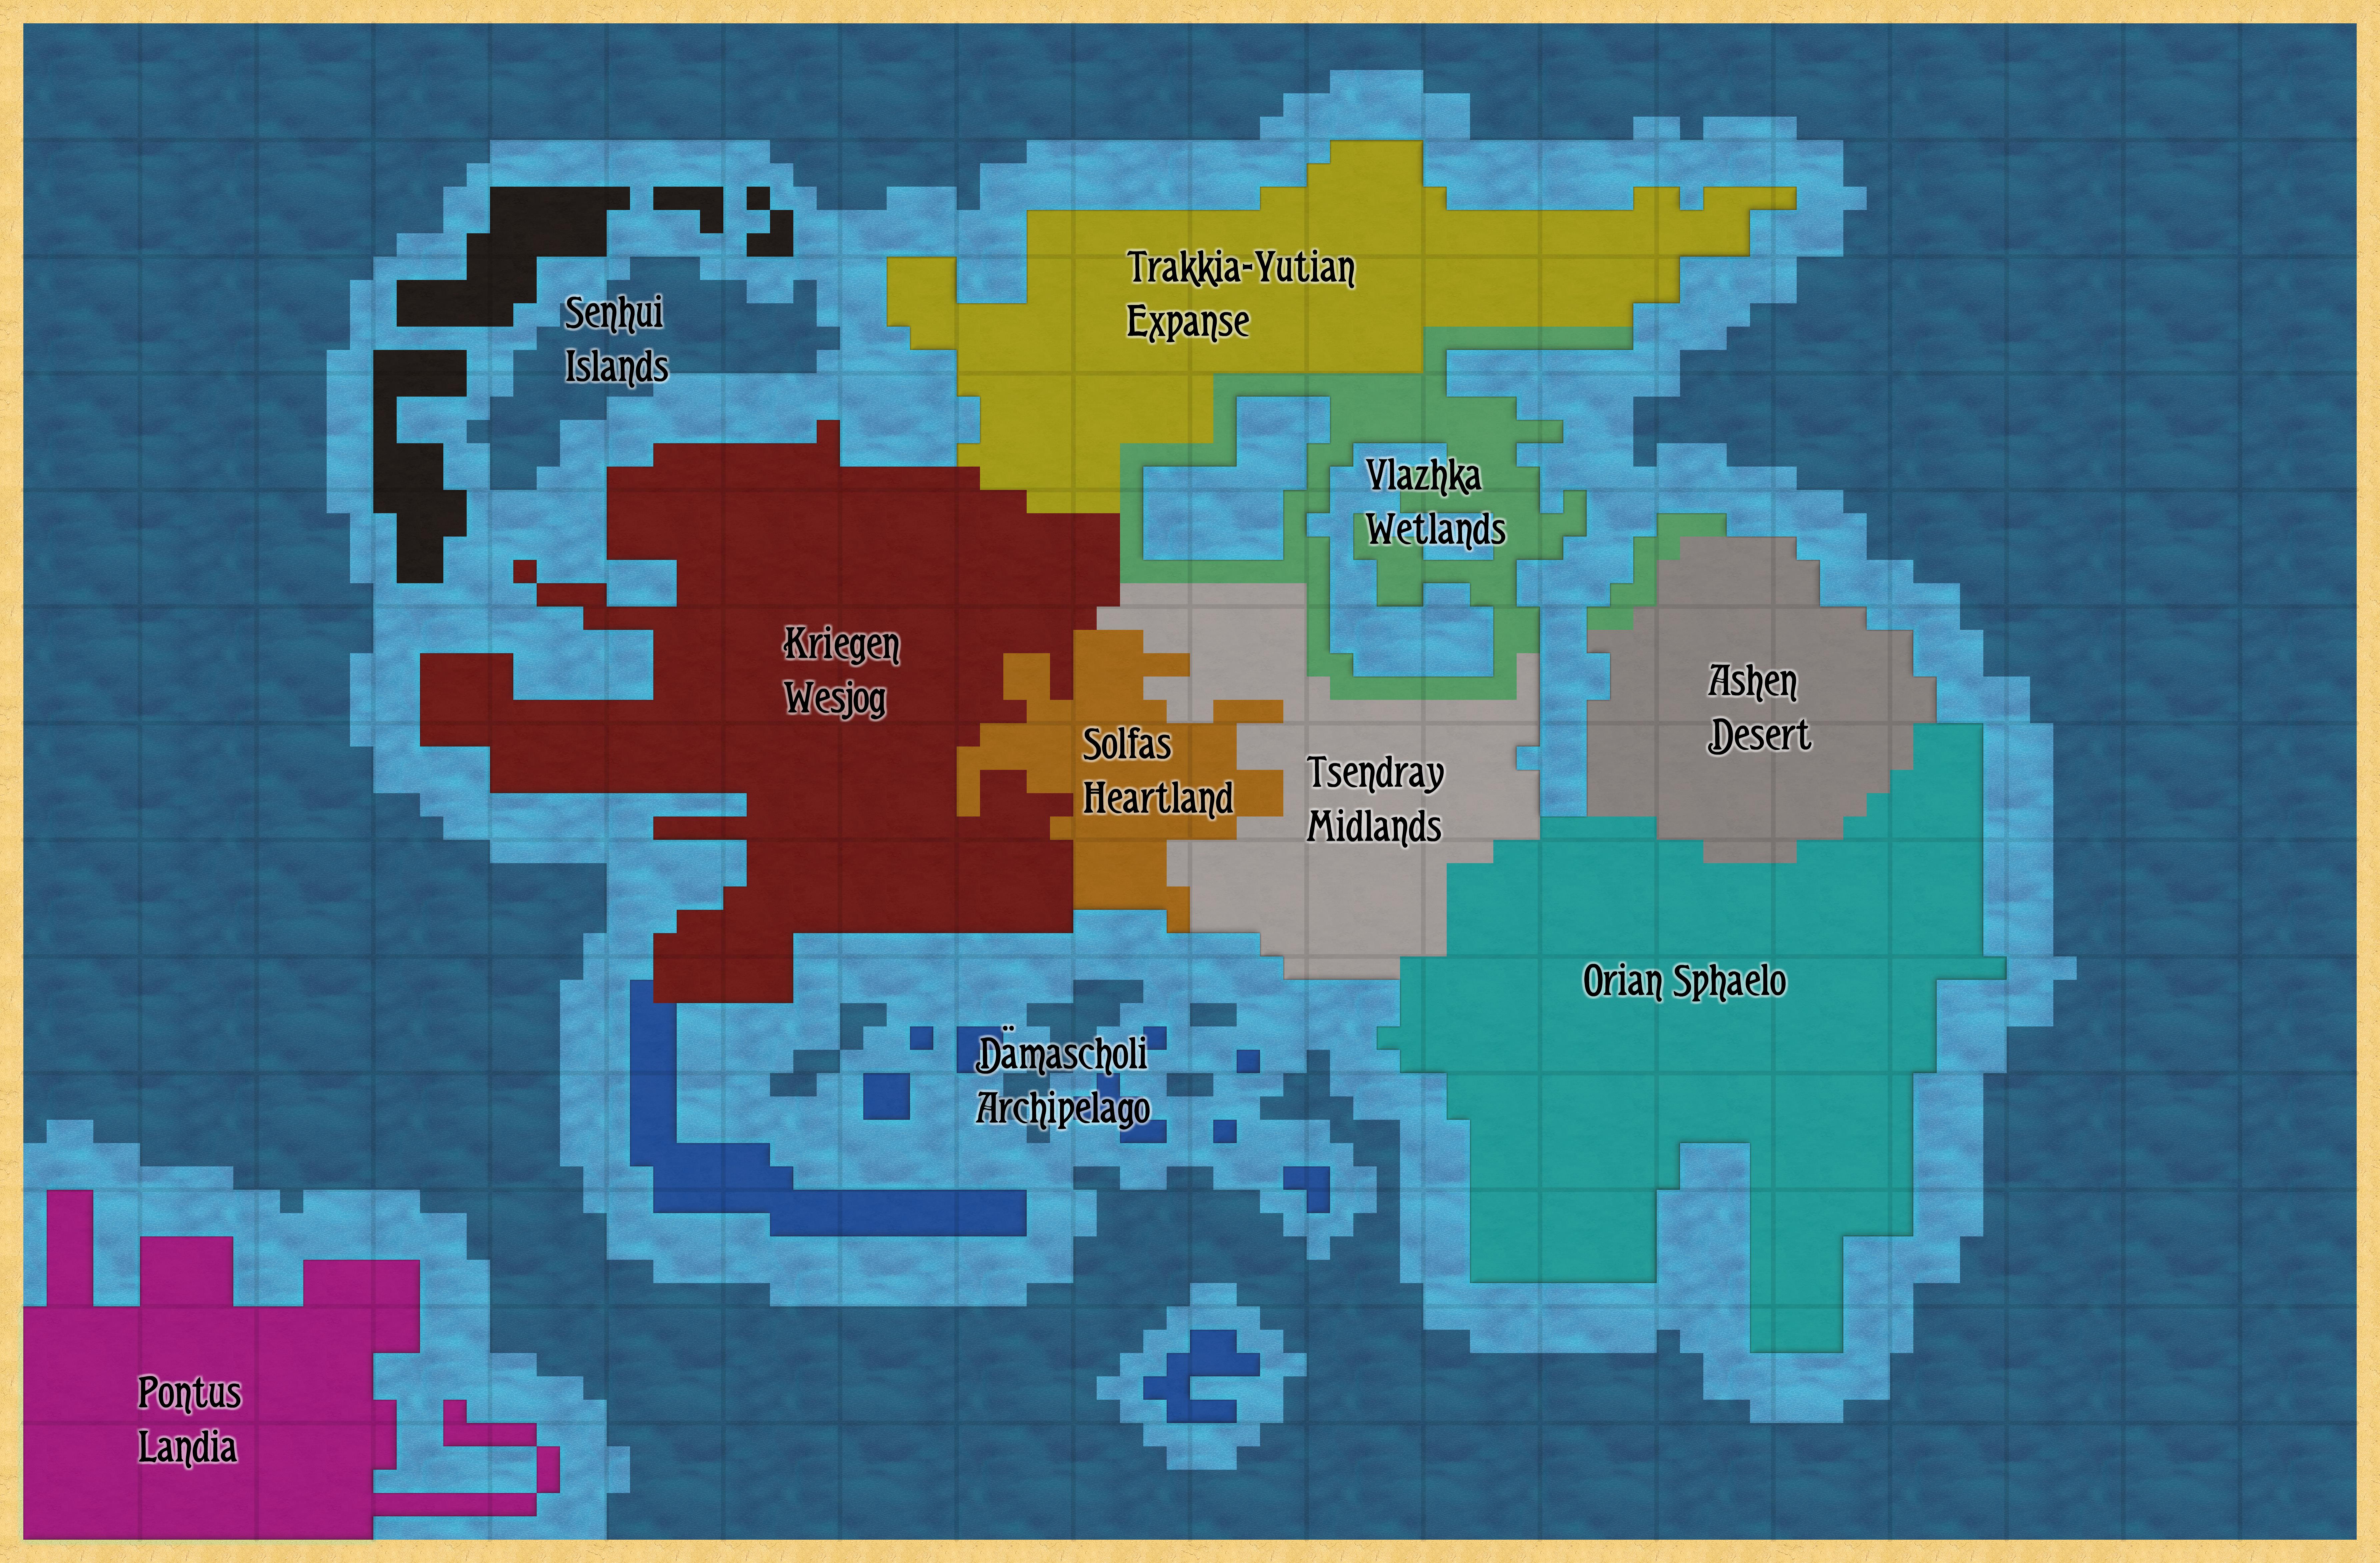 Trakkia-Yutian
Expanse
Senhui
Islands
Vlazhka
Wetlands
Kriegen
Wesjog
Ashen
Desert
Solfas
Heartland
Tsendray
Midlands
Orian Sphaelo
Dämascholi
Archipelago
Pontus
Landia